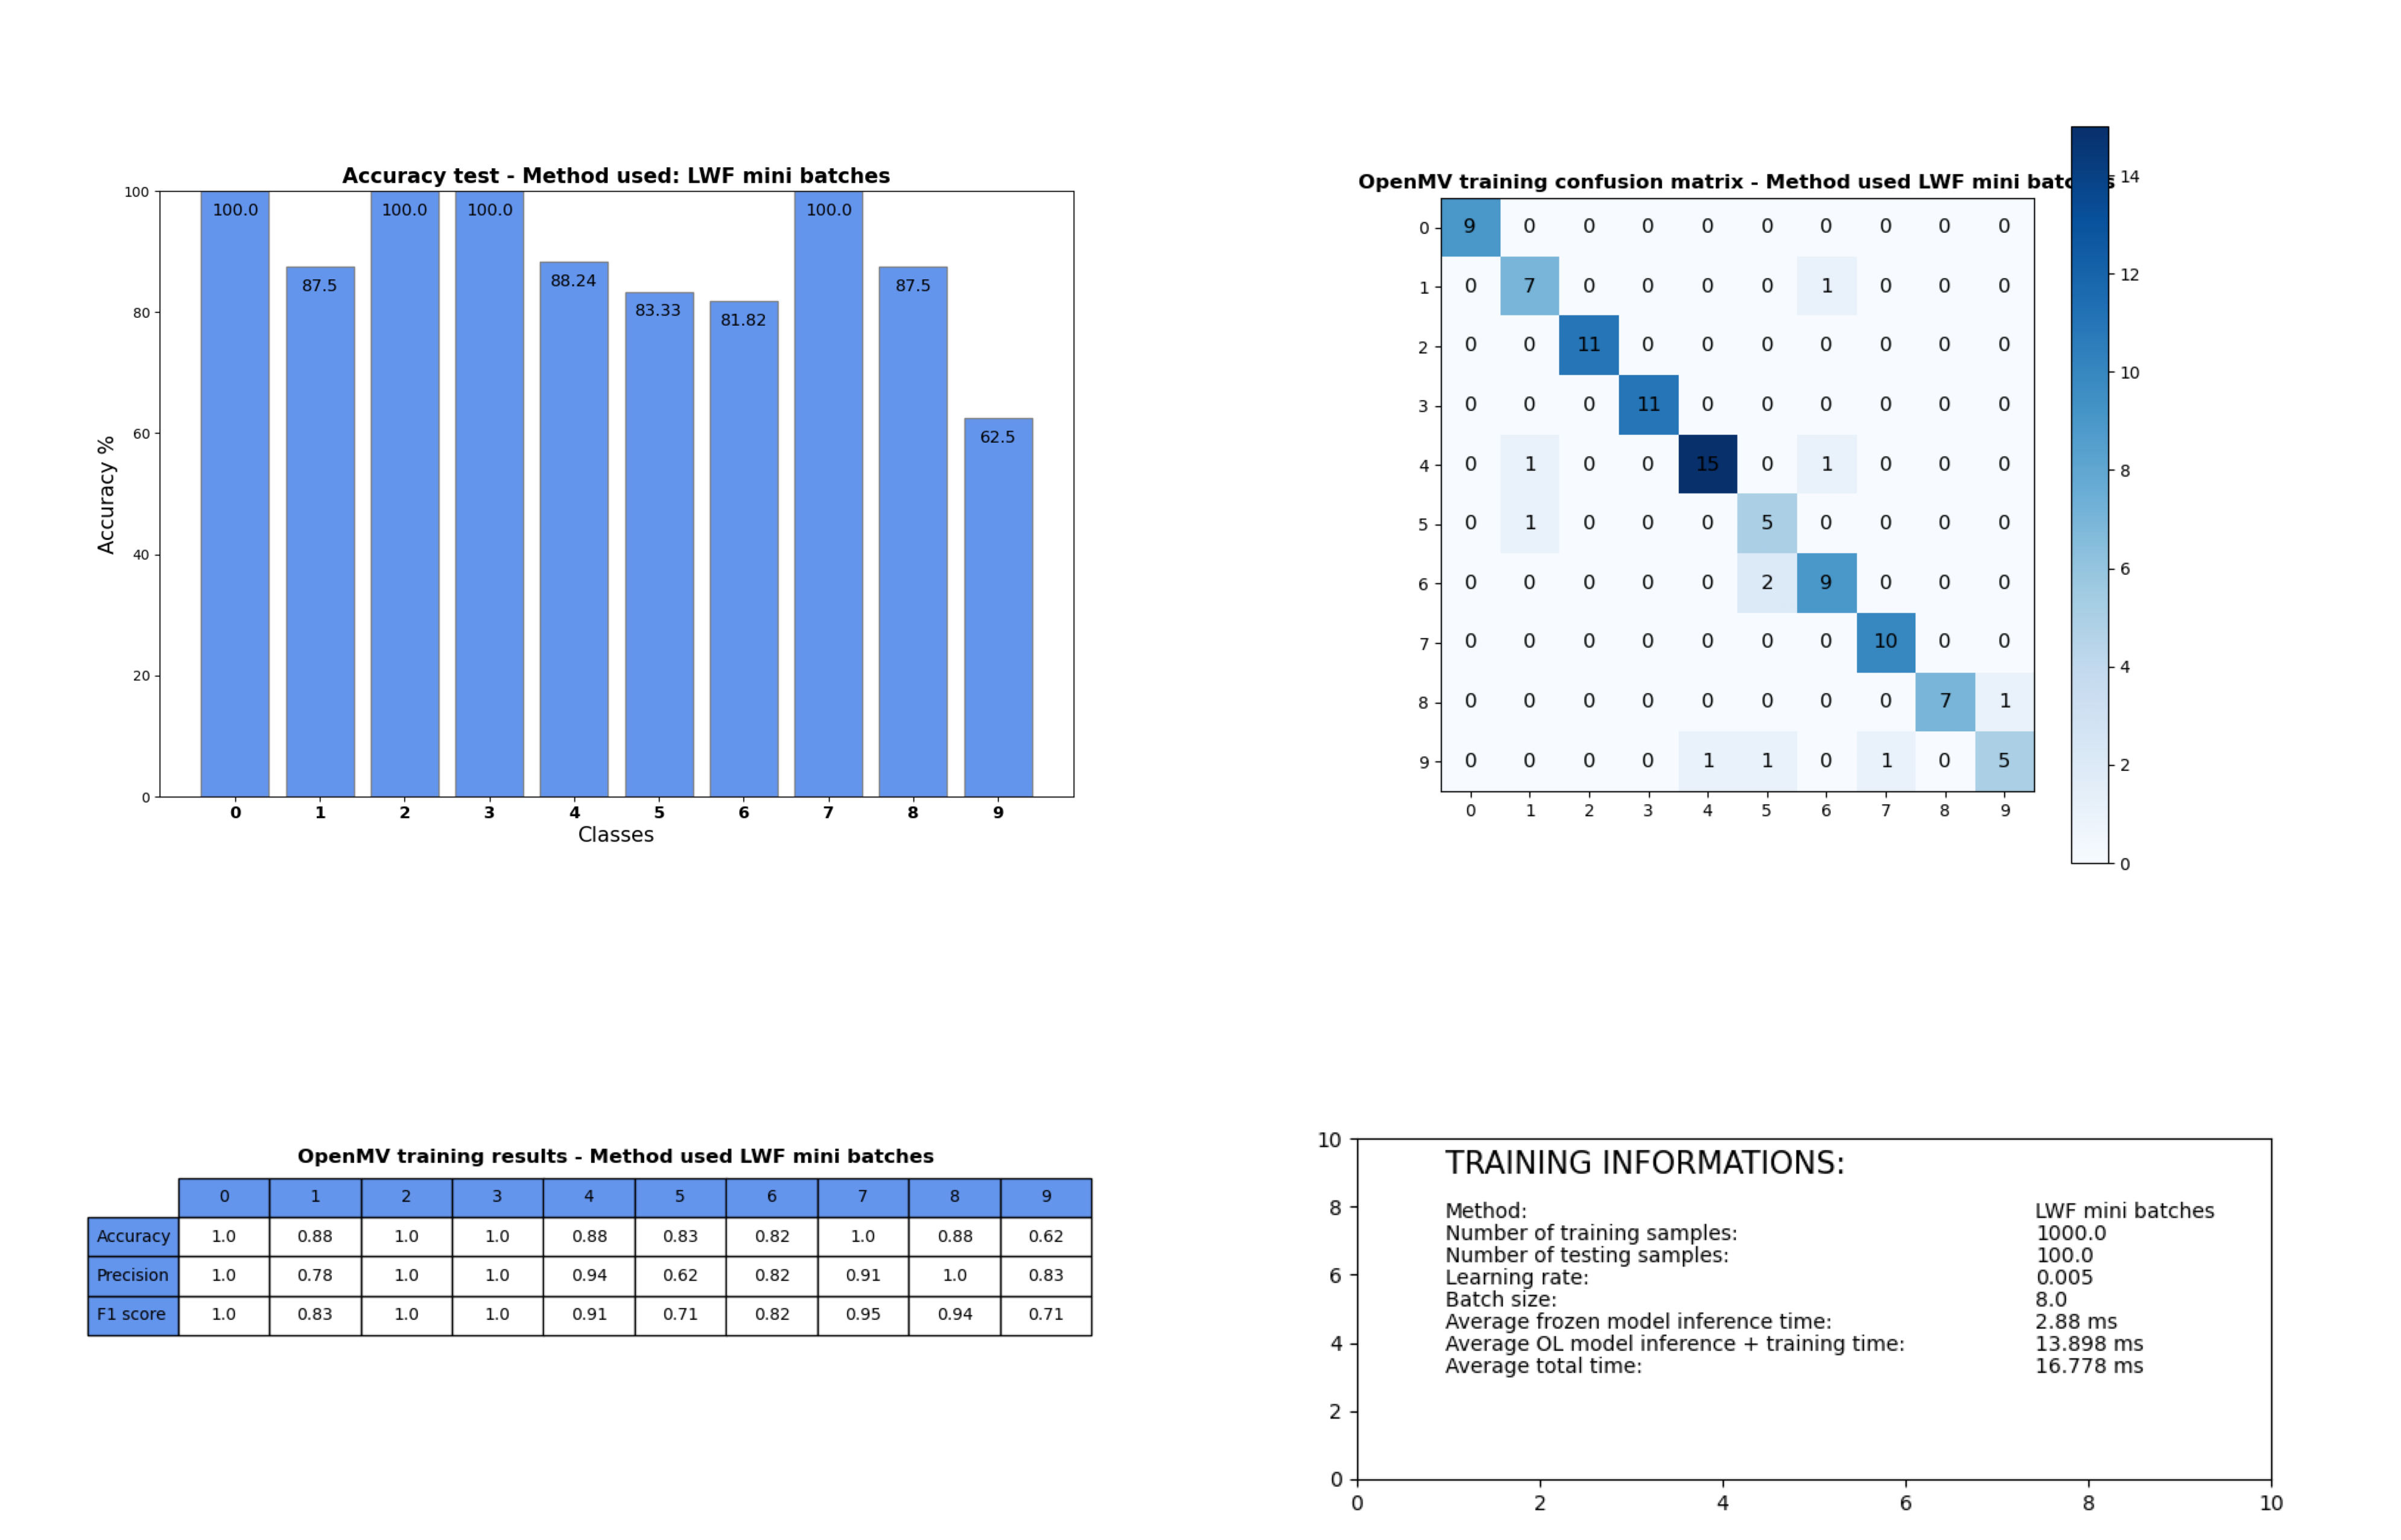 Accuracy test - Method used: LWF mini batches
100
80
60
40
20
0
Accuracy %
100.0
87.5
100.0
100.0
88.24
83.33
81.82
100.0
87.5
62.5
0 1 2 3 4 5 6 7 8 9
Classes
OpenMV training confusion matrix - Method used LWF mini batc s
0 9 0 0 0 0 0 0 0 0 0
1 0 7 0 0 0 0 1 0 0 0
2 0 0 11 0 0 0 0 0 0 0
3 0 0 0 11 0 0 0 0 0 0
4 0 1 0 0 15 0 1 0 0 0
5 0 1 0 0 0 5 0 0 0 0
6 0 0 0 0 0 2 9 0 0 0
7 0 0 0 0 0 0 0 10 0 0
8 0 0 0 0 0 0 0 0 7 1
9 0 0 0 0 1 1 0 1 0 5
0 1 2 3 4 5 6 7 8 9
14
12
10
8
6
4
2
0
OpenMV training results - Method used LWF mini batches
0 1 2 3 4 5 6 7 8 9
Accuracy 1.0 0.88 1.0 1.0 0.88 0.83 0.82 1.0 0.88 0.62
Precision 1.0 0.78 1.0 1.0 0.94 0.62 0.82 0.91 1.0 0.83
F1 score 1.0 0.83 1.0 1.0 0.91 0.71 0.82 0.95 0.94 0.71
10
8
6
4
2
0
TRAINING INFORMATIONS:
Method: LWF mini batches
Number of training samples: 1000.0
Number of testing samples: 100.0
Learning rate: 0.005
Batch size: 8.0
Average frozen model inference time: 2.88 ms
Average OL model inference + training time: 13.898 ms
Average total time: 16.778 ms
0 2 4 6 8 10